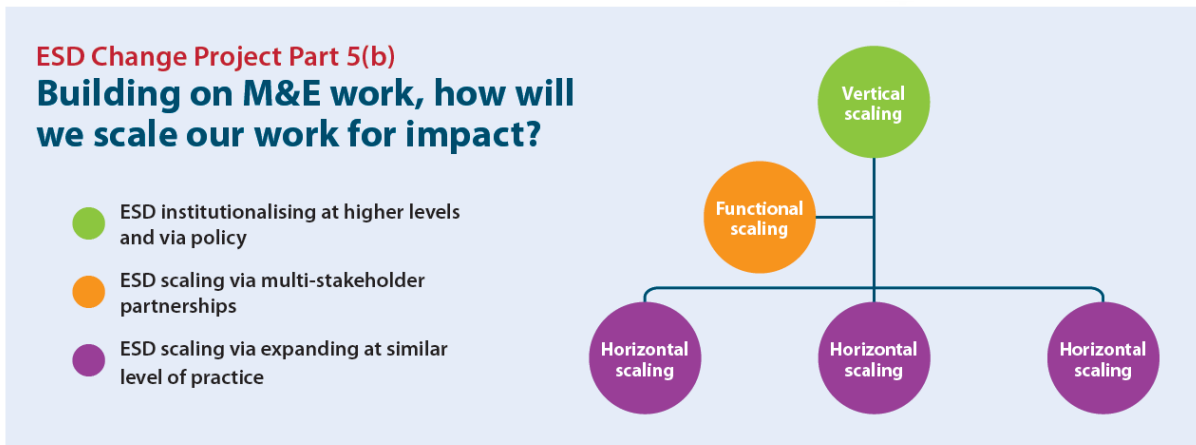 ESD Change Project Part 5(b)
Building on M&E work, how will
we scale our work for impact?
ESD institutionalising at higher levels
and via policy
ESD scaling via multi-stakeholder
partnerships
ESD scaling via expanding at similar
level of practice
Vertical
scaling
Functional
scaling
Horizontal
scaling
Horizontal
scaling
Horizontal
scaling